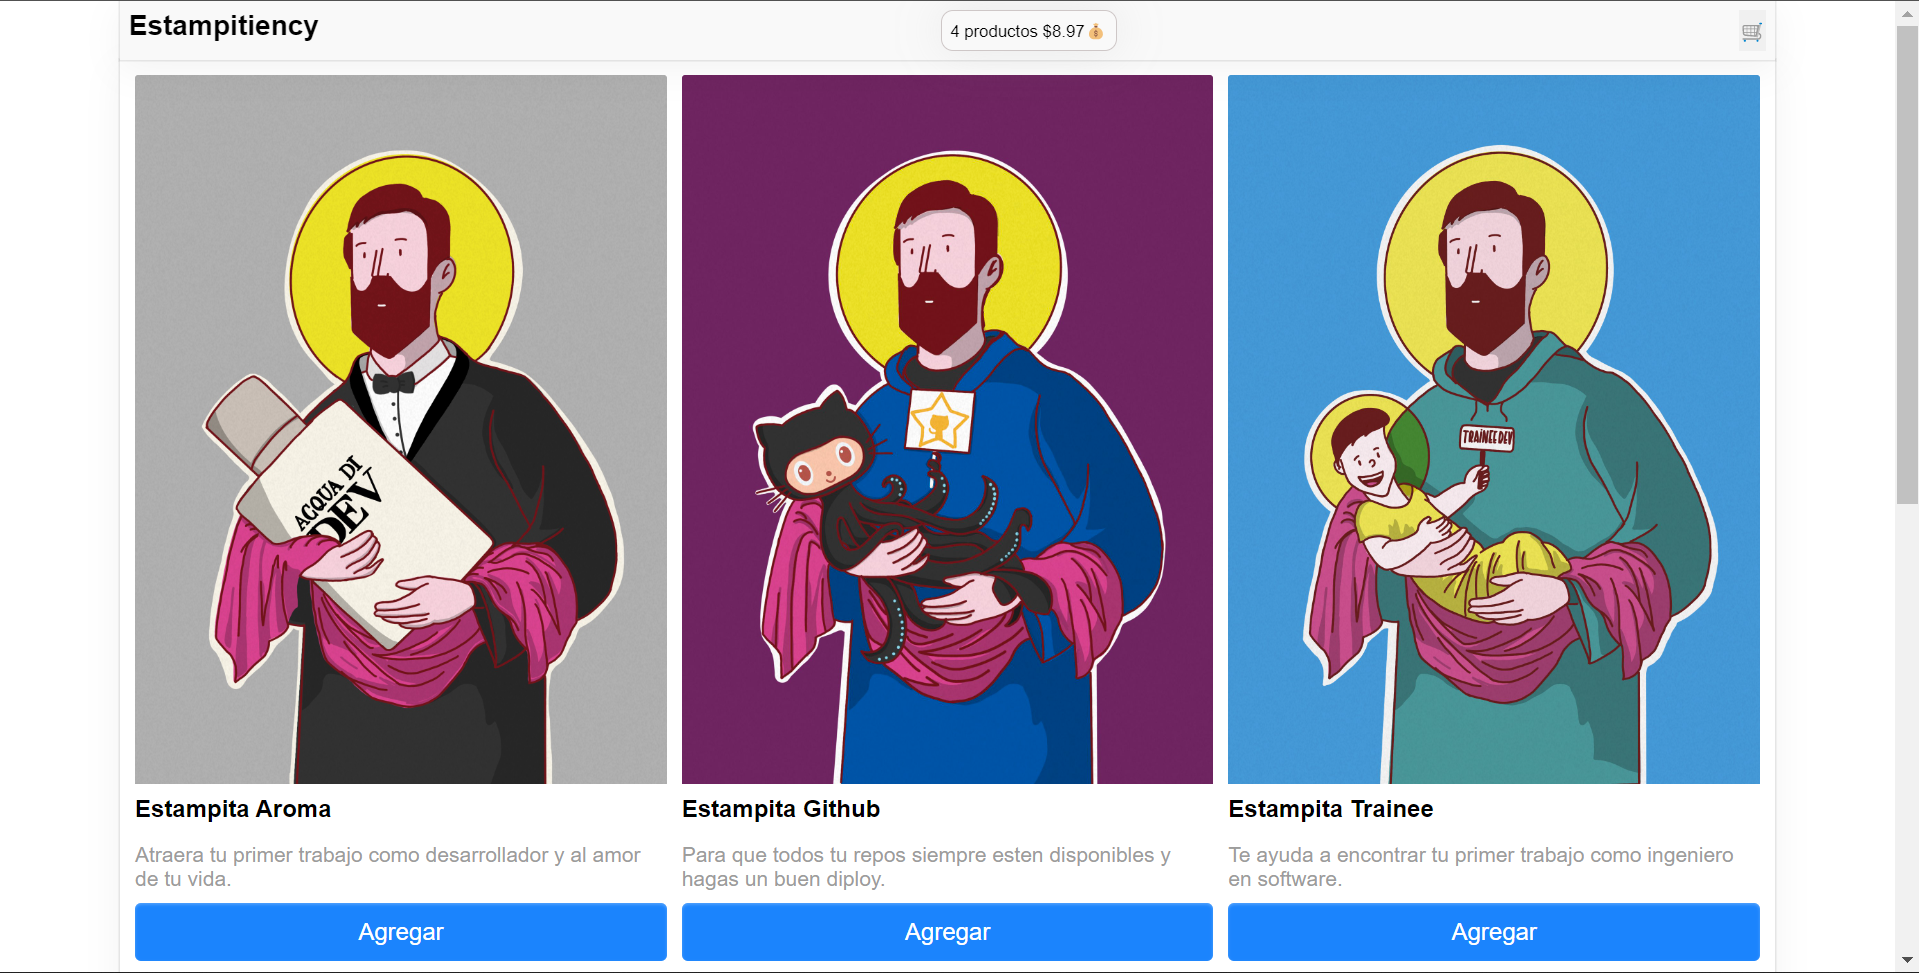 Estampitiency
4 productos $8.97💰
🛒
ACQUA DI
DEV
TRAINEE DEV
Estampita Aroma
Estampita Github
Estampita Trainee
Atraera tu primer trabajo como desarrollador y al amor
de tu vida.
Para que todos tu repos siempre esten disponibles y
hagas un buen diploy.
Te ayuda a encontrar tu primer trabajo como ingeniero
en software.
Agregar
Agregar
Agregar